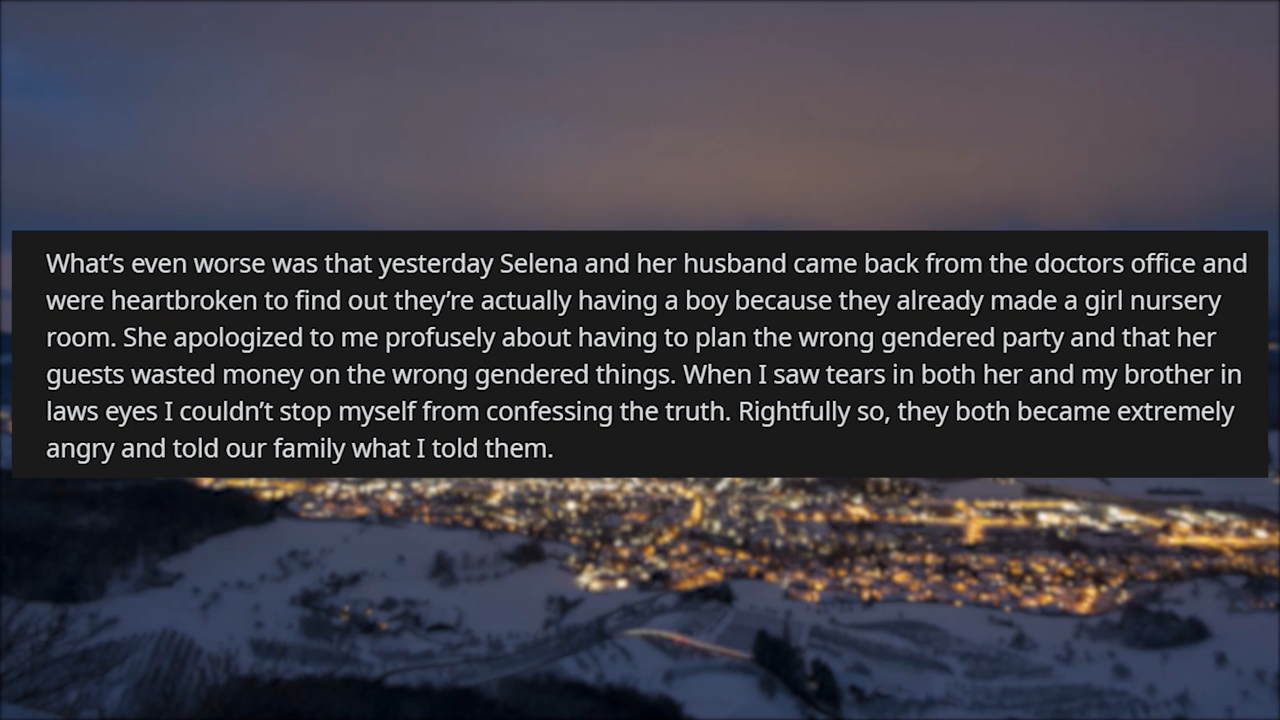 What’s even worse was that yesterday Selena and her husband came back from the doctors office and
were heartbroken to find out they’re actually having a boy because they already made a girl nursery
room. She apologized to me profusely about having to plan the wrong gendered party and that her
guests wasted money on the wrong gendered things. When I saw tears in both her and my brother in
laws eyes I couldn’t stop myself from confessing the truth. Rightfully so, they both became extremely
angry and told our family what I told them.